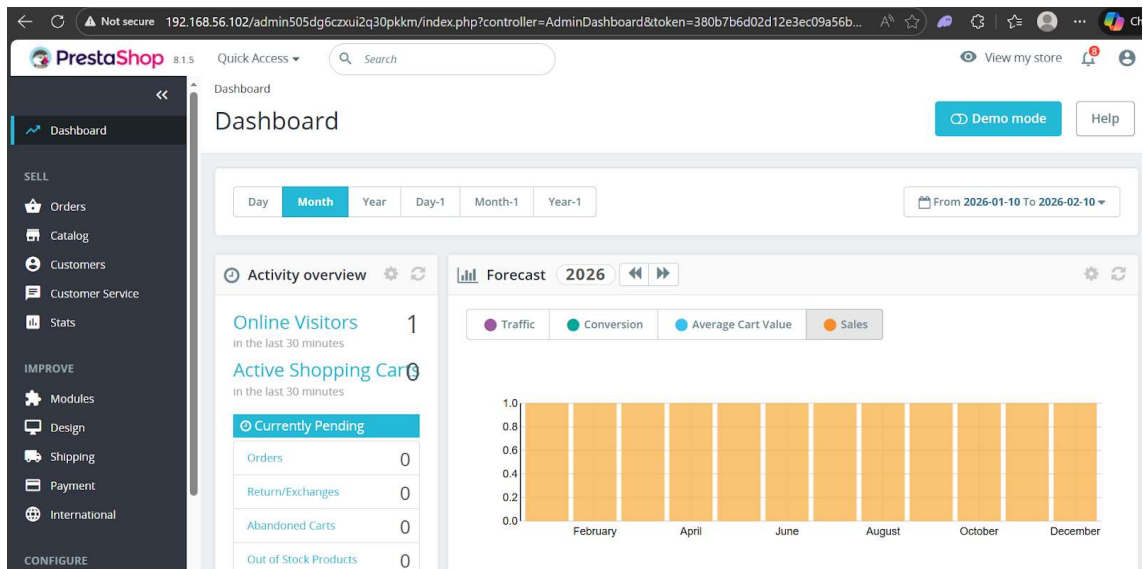 Not secure 192.168.56.102/admin505dg6czxui2q30pkkm/index.php?controller=AdminDashboard&token=380b7b6d02d12e3ec09a56b...
PrestaShop 8.1.5 Quick Access Search View my store 8
Dashboard
Dashboard
Demo mode Help
Dashboard
SELL
Orders
Catalog
Customers
Customer Service
Stats
IMPROVE
Modules
Design
Shipping
Payment
International
CONFIGURE
Day Month Year Day-1 Month-1 Year-1 From 2026-01-10 To 2026-02-10
Activity overview
Online Visitors 1
in the last 30 minutes
Active Shopping Carts 0
in the last 30 minutes
Currently Pending
Orders 0
Return/Exchanges 0
Abandoned Carts 0
Out of Stock Products 0
Forecast 2026
Traffic Conversion Average Cart Value Sales
1.0
0.8
0.6
0.4
0.2
0.0
February April June August October December